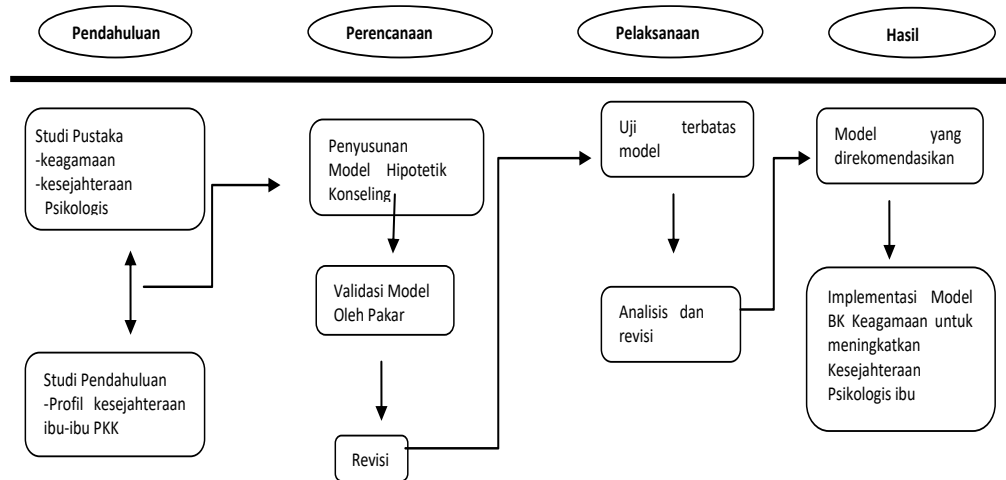 Pendahuluan
Perencanaan
Pelaksanaan
Hasil
Studi Pustaka
-keagamaan
-kesejahteraan
Psikologis
Studi Pendahuluan
-Profil kesejahteraan
ibu-ibu PKK
Penyusunan
Model Hipotetik
Konseling
Validasi Model
Oleh Pakar
Revisi
Uji terbatas
model
Analisis dan
revisi
Model yang
direkomendasikan
Implementasi Model
BK Keagamaan untuk
meningkatkan
Kesejahteraan
Psikologis ibu